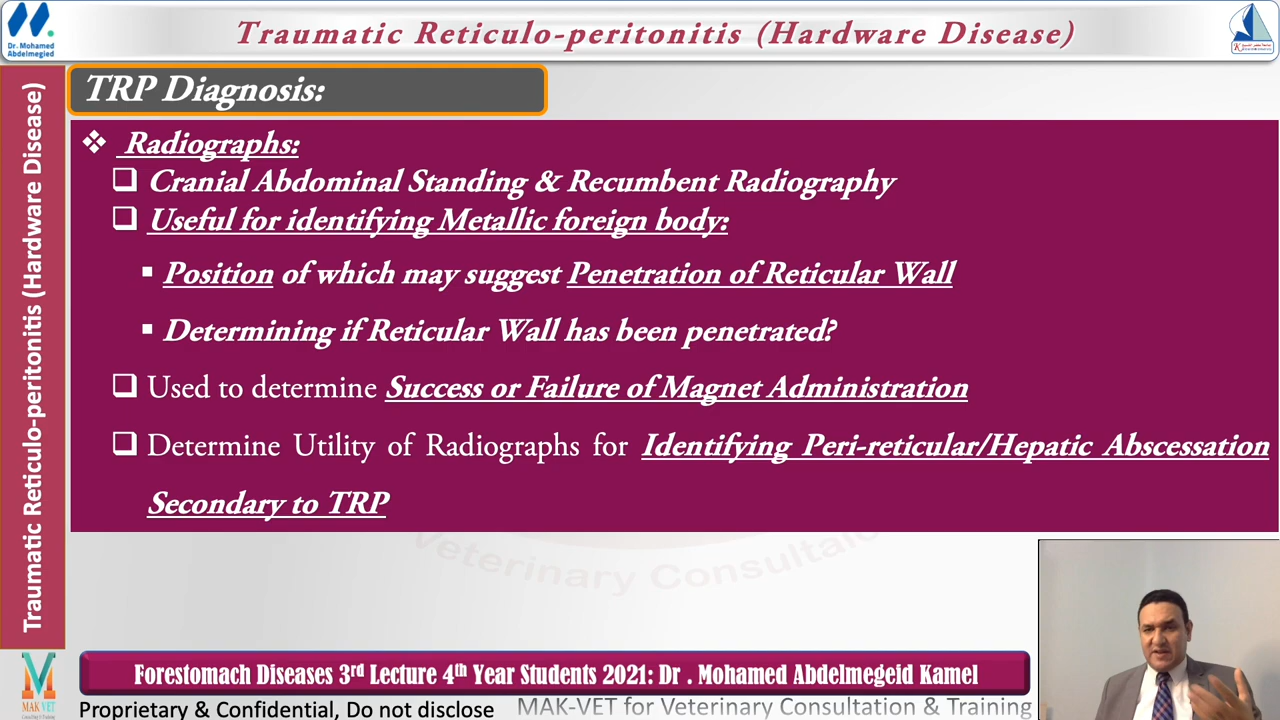 Dr. Mohamed
Abdelmegied
Traumatic Reticulo-peritonitis (Hardware Disease)
Traumatic Reticulo-peritonitis (Hardware Disease)
TRP Diagnosis:
❖ Radiographs:
❑ Cranial Abdominal Standing & Recumbent Radiography
❑ Useful for identifying Metallic foreign body:
▪ Position of which may suggest Penetration of Reticular Wall
▪ Determining if Reticular Wall has been penetrated?
❑ Used to determine Success or Failure of Magnet Administration
❑ Determine Utility of Radiographs for Identifying Peri-reticular/Hepatic Abscessation
Secondary to TRP
Veterinary Consulta
MAK VET
Forestomach Diseases 3rd Lecture 4th Year Students 2021: Dr . Mohamed Abdelmegeid Kamel
Proprietary & Confidential, Do not disclose
MAK-VET for Veterinary Consultation & Training